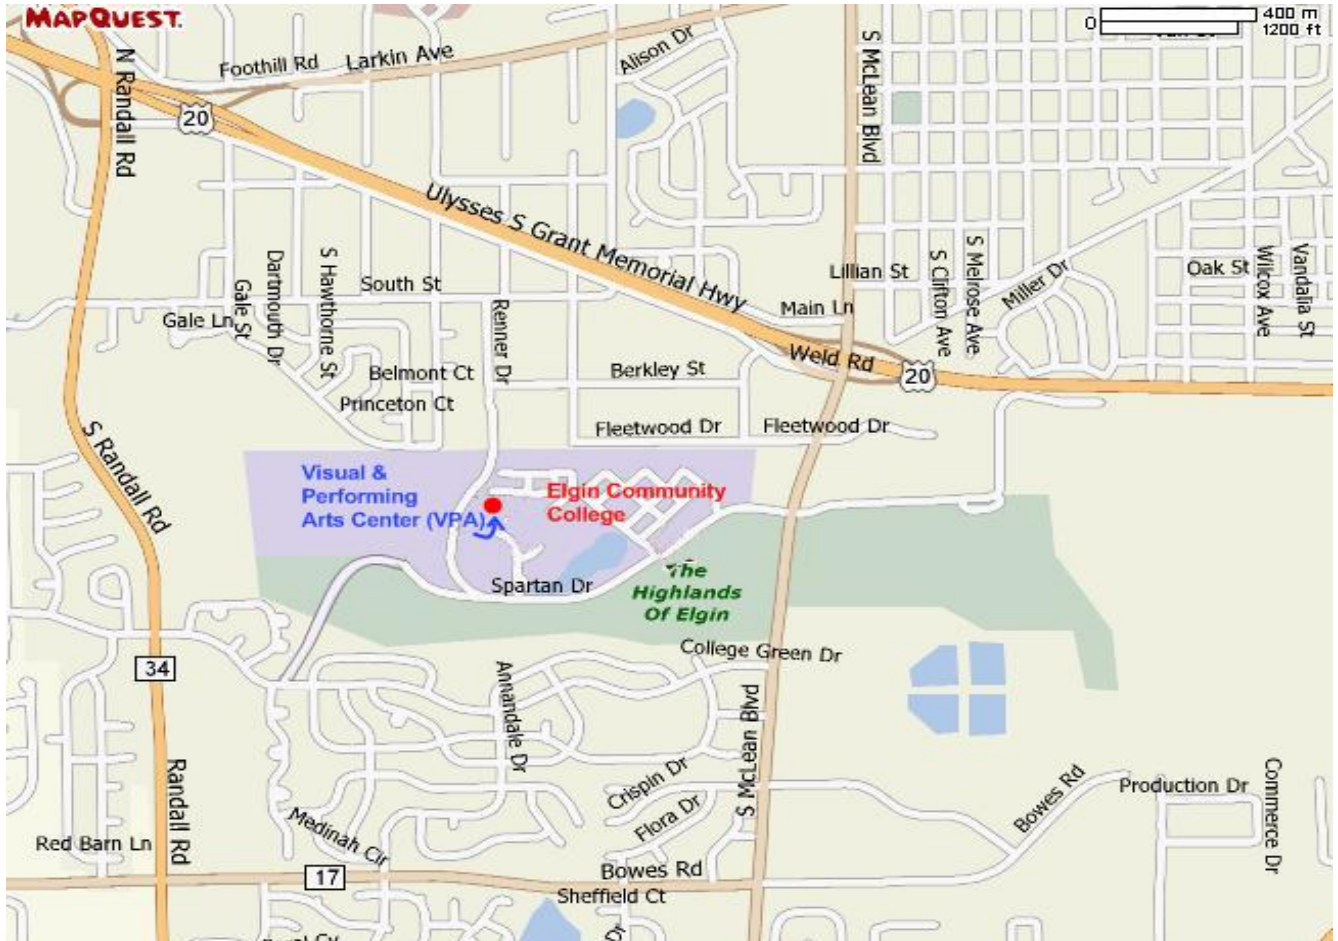 MAPQUEST.
0
400 m
1200 ft
N Randall Rd
Foothill Rd
Larkin Ave
Alison Dr
S McLean Blvd
20
Ulysses S Grant Memorial Hwy
Dartmouth Dr
S Hawthorne St
South St
Gale St
Gale Ln
Renner Dr
Lillian St
Main Ln
S Clifton Ave
S Melrose Ave
Miller Dr
Oak St
Wilcox Ave
Vandalia St
Weld Rd
20
Belmont Ct
Berkley St
Princeton Ct
Fleetwood Dr
Fleetwood Dr
S Randall Rd
Visual &
Performing
Arts Center (VPA)
Elgin Community
College
Spartan Dr
The
Highlands
Of Elgin
34
College Green Dr
Annandale Dr
S McLean Blvd
Randall Rd
Crispin Dr
Flora Dr
Bowes Rd
Production Dr
Commerce Dr
Red Barn Ln
Medinah Cir
17
Bowes Rd
Sheffield Ct
Dr